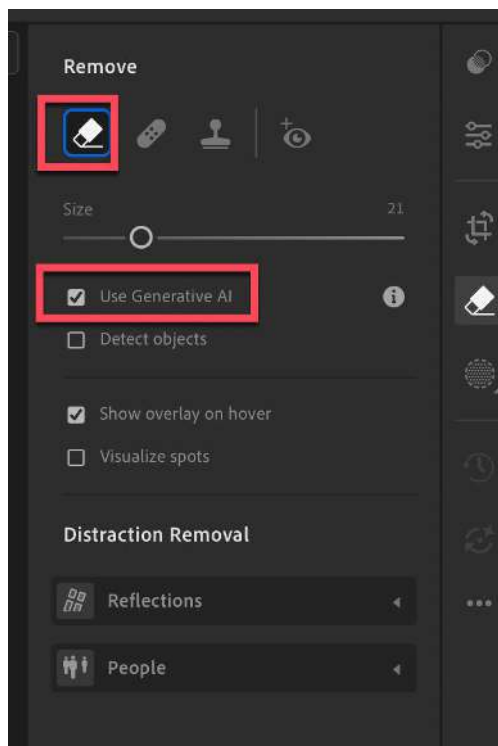 Remove
Size 21
Use Generative AI
Detect objects
Show overlay on hover
Visualize spots
Distraction Removal
Reflections
People